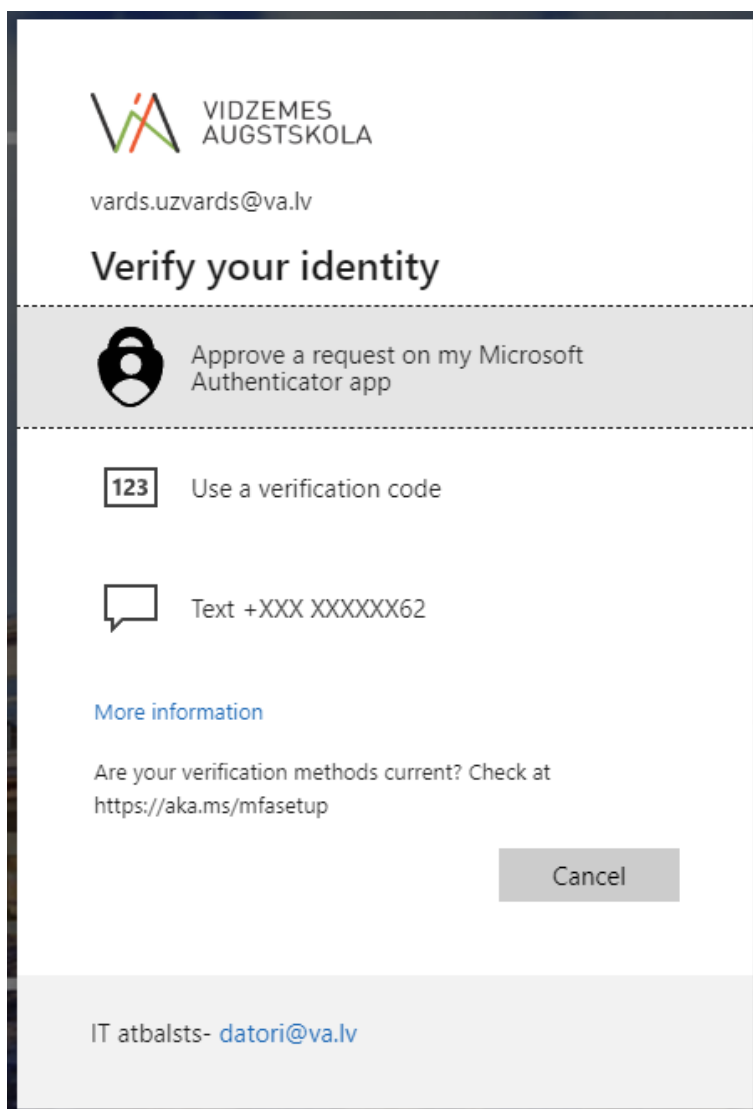 VIDZEMES
AUGSTSKOLA
vards.uzvards@va.lv
Verify your identity
Approve a request on my Microsoft
Authenticator app
123
Use a verification code
Text +XXX XXXXXX62
More information
Are your verification methods current? Check at
https://aka.ms/mfasetup
Cancel
IT atbalsts- datori@va.lv